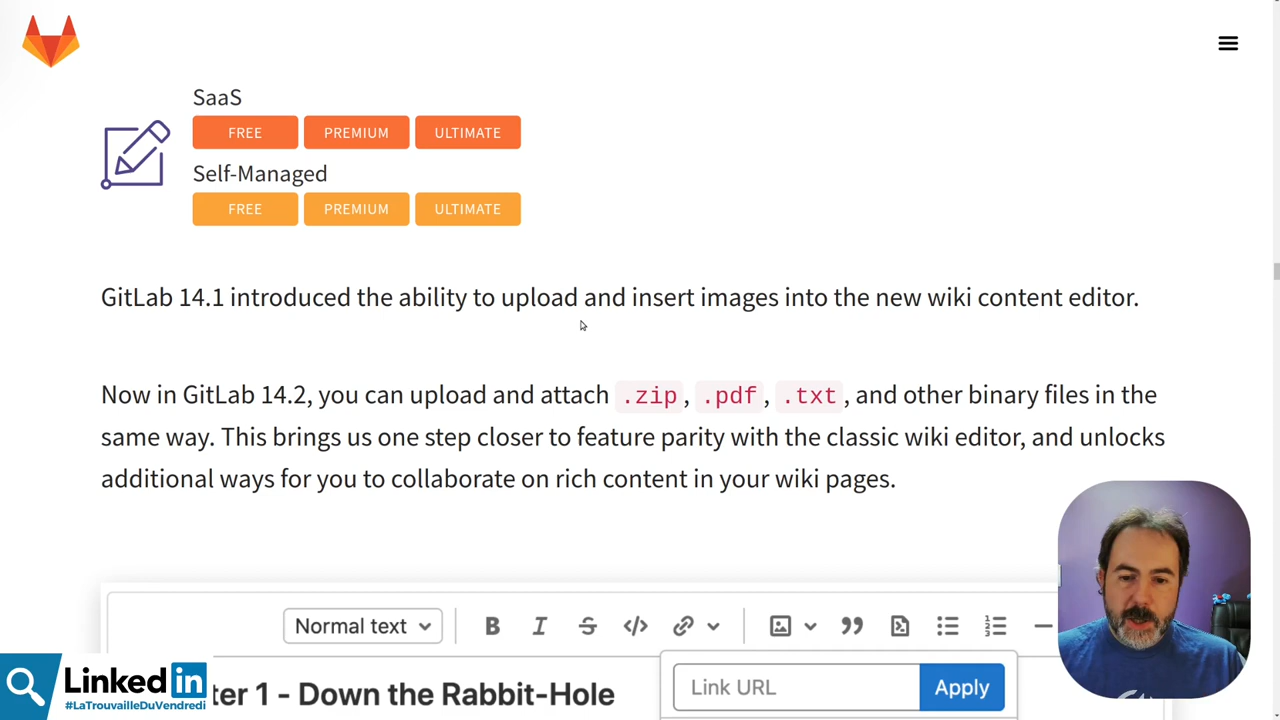 SaaS
FREE PREMIUM ULTIMATE
Self-Managed
FREE PREMIUM ULTIMATE
GitLab 14.1 introduced the ability to upload and insert images into the new wiki content editor.
Now in GitLab 14.2, you can upload and attach .zip, .pdf, .txt, and other binary files in the
same way. This brings us one step closer to feature parity with the classic wiki editor, and unlocks
additional ways for you to collaborate on rich content in your wiki pages.
Normal text
ter 1 - Down the Rabbit-Hole
Link URL Apply
Linked in
#LaTrouvailleDuVendredi